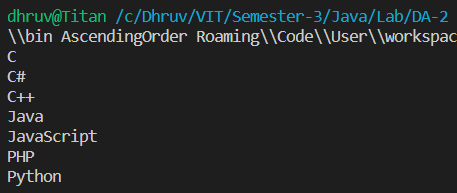 dhruv@Titan /c/Dhruv/VIT/Semester-3/Java/Lab/DA-2
\\bin AscendingOrder Roaming\\Code\\User\\workspac
C
C#
C++
Java
JavaScript
PHP
Python